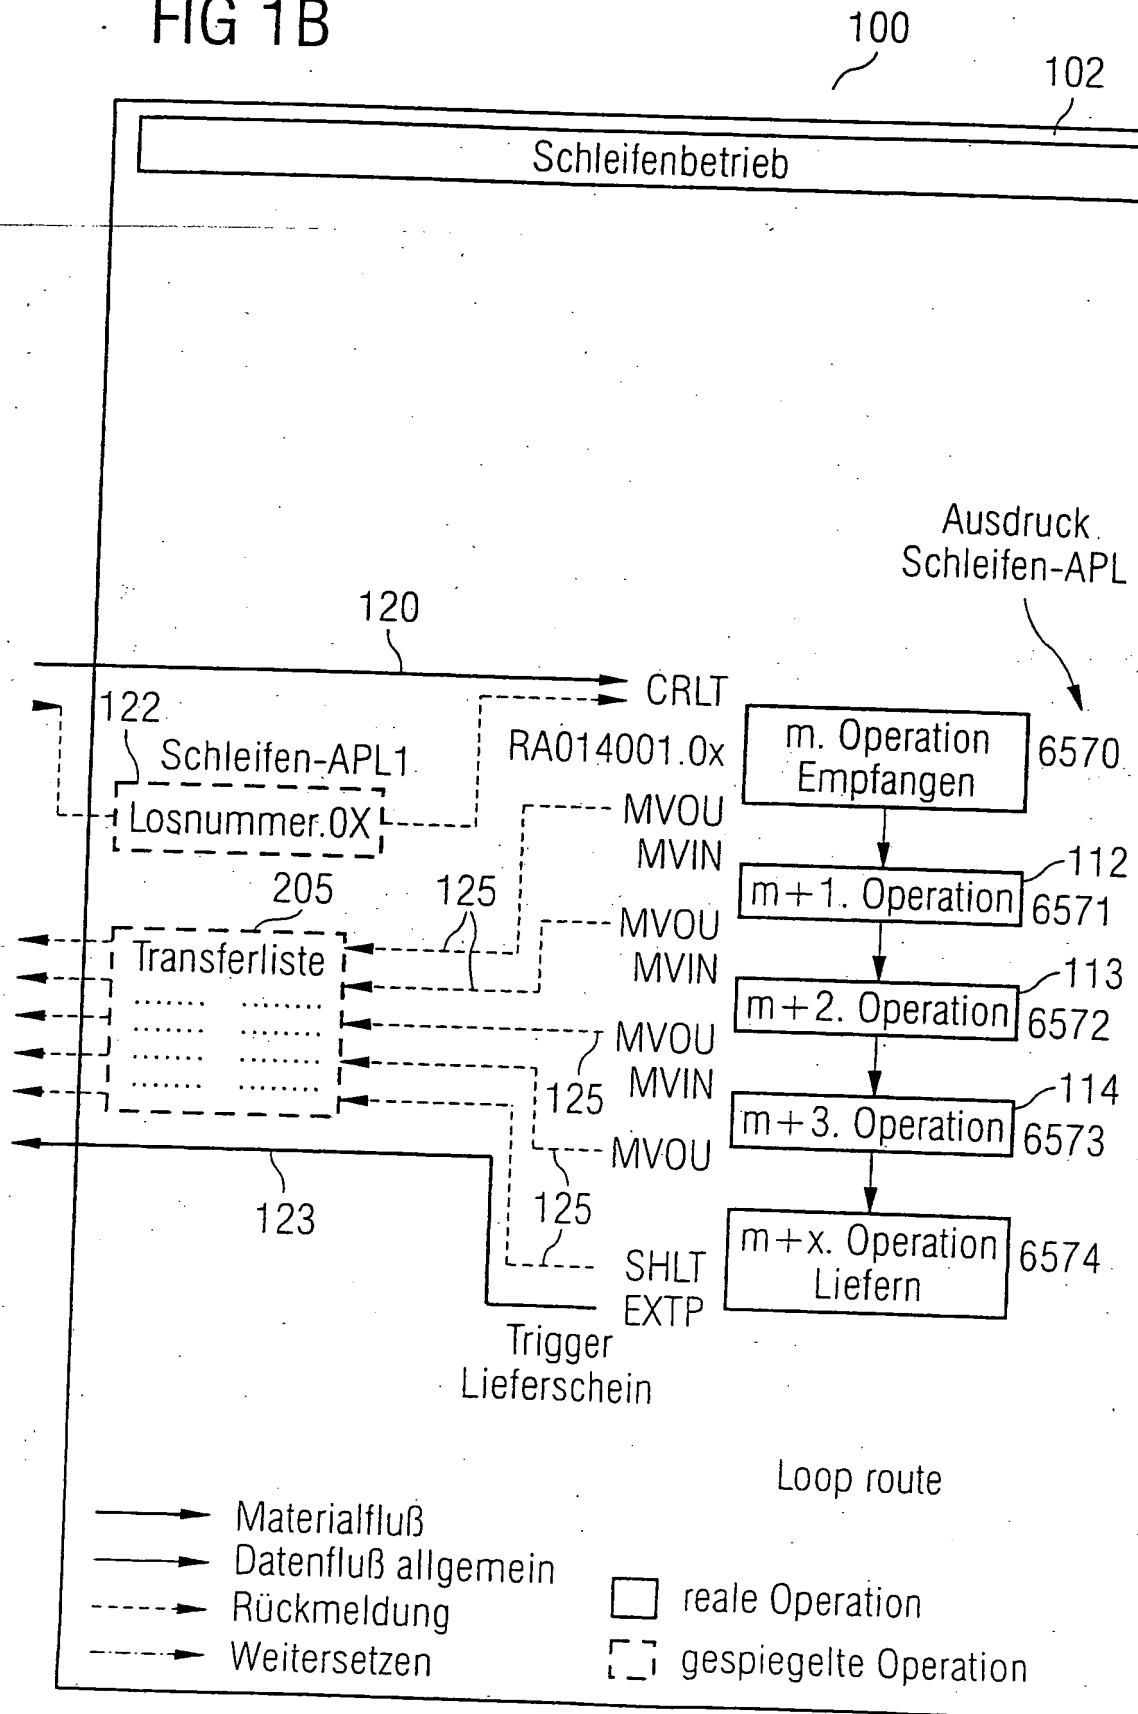 FIG 1B
100
102
Schleifenbetrieb
Ausdruck
Schleifen-APL
120
CRLT
122
Schleifen-APL1
RA014001.0x
m. Operation
Empfangen
6570
Losnummer.0X
MVOU
MVIN
112
m+1. Operation
6571
205
125
Transferliste
MVOU
MVIN
113
m+2. Operation
6572
MVOU
MVIN
125
114
m+3. Operation
6573
MVOU
123
125
m+x. Operation
Liefern
6574
SHLT
EXTP
Trigger
Lieferschein
Loop route
Materialfluß
Datenfluß allgemein
Rückmeldung
Weitersetzen
reale Operation
gespiegelte Operation